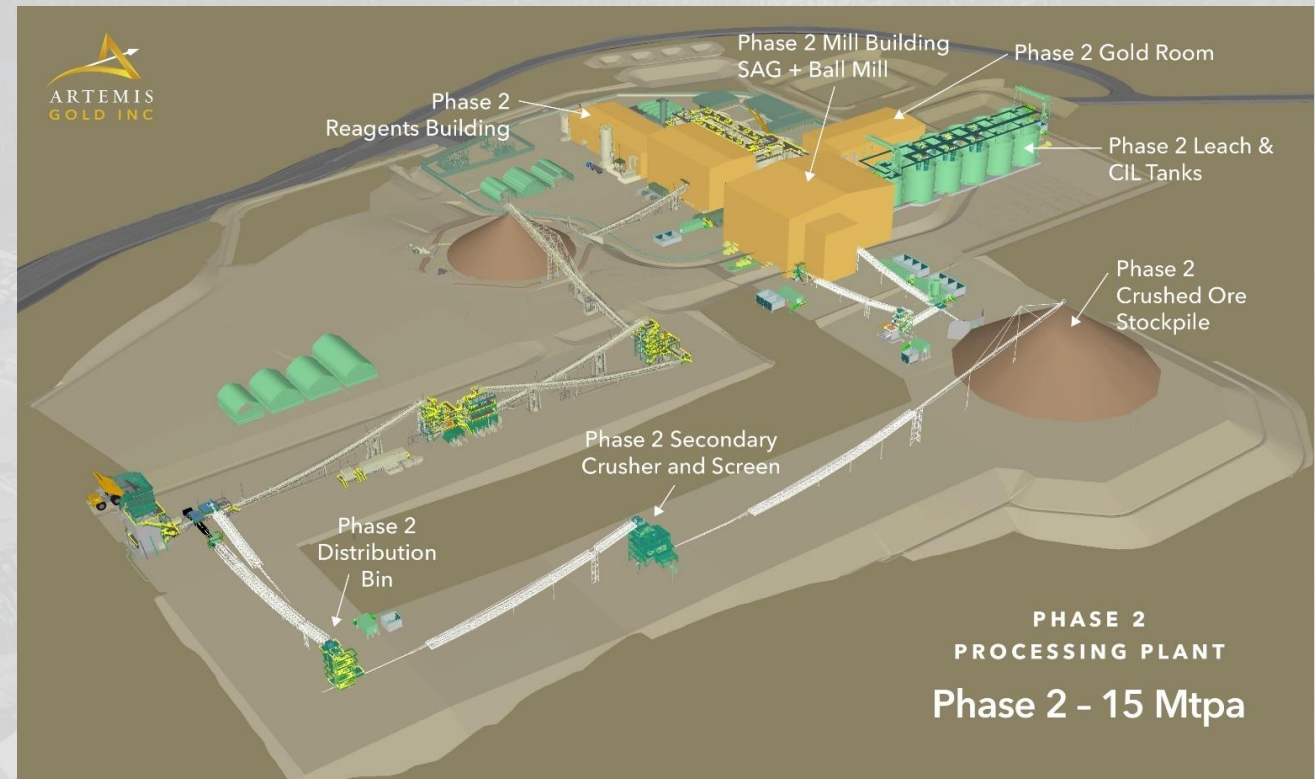 ARTEMIS
GOLD INC
Phase 2
Reagents Building
Phase 2 Mill Building
SAG + Ball Mill
Phase 2 Gold Room
Phase 2 Leach &
CIL Tanks
Phase 2
Crushed Ore
Stockpile
Phase 2 Secondary
Crusher and Screen
Phase 2
Distribution
Bin
PHASE 2
PROCESSING PLANT
Phase 2 – 15 Mtpa